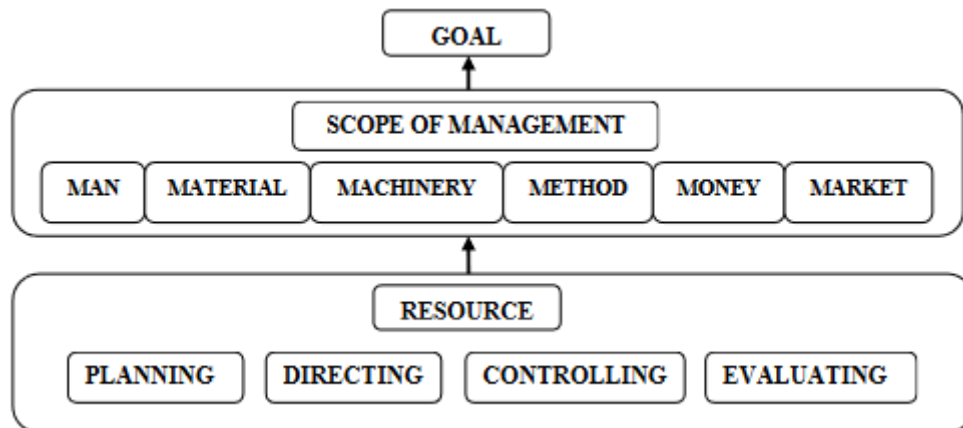 GOAL
SCOPE OF MANAGEMENT
MAN MATERIAL MACHINERY METHOD MONEY MARKET
RESOURCE
PLANNING DIRECTING CONTROLLING EVALUATING